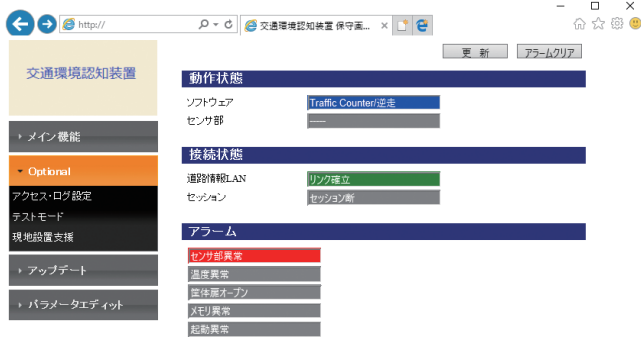 http://
交通環境認知装置 保守画...
更 新
アラームクリア
交通環境認知装置
メイン機能
Optional
アクセス・ログ設定
テストモード
現地設置支援
アップデート
パラメータエディット
動作状態
ソフトウェア Traffic Counter/逆走
センサ部 -----
接続状態
道路情報LAN リンク確立
セッション セッション断
アラーム
センサ部異常
温度異常
筐体扉オープン
メモリ異常
起動異常